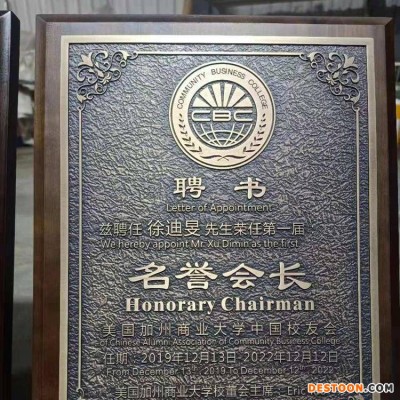 COMMUNITY BUSINESS COLLEGE
CBC
聘书
Letter of Appointment
兹聘任 徐迪旻 先生荣任第一届
We hereby appoint Mr. Xu Dimin as the first
名誉会长
Honorary Chairman
美国加州商业大学中国校友会
of Chinese Alumni Association of Community Business College
任期：2019年12月13日-2022年12月12日
From December 13th, 2019 To December 12th, 2022
美国加州商业大学校董会主席：Eric
DESTOON.COM